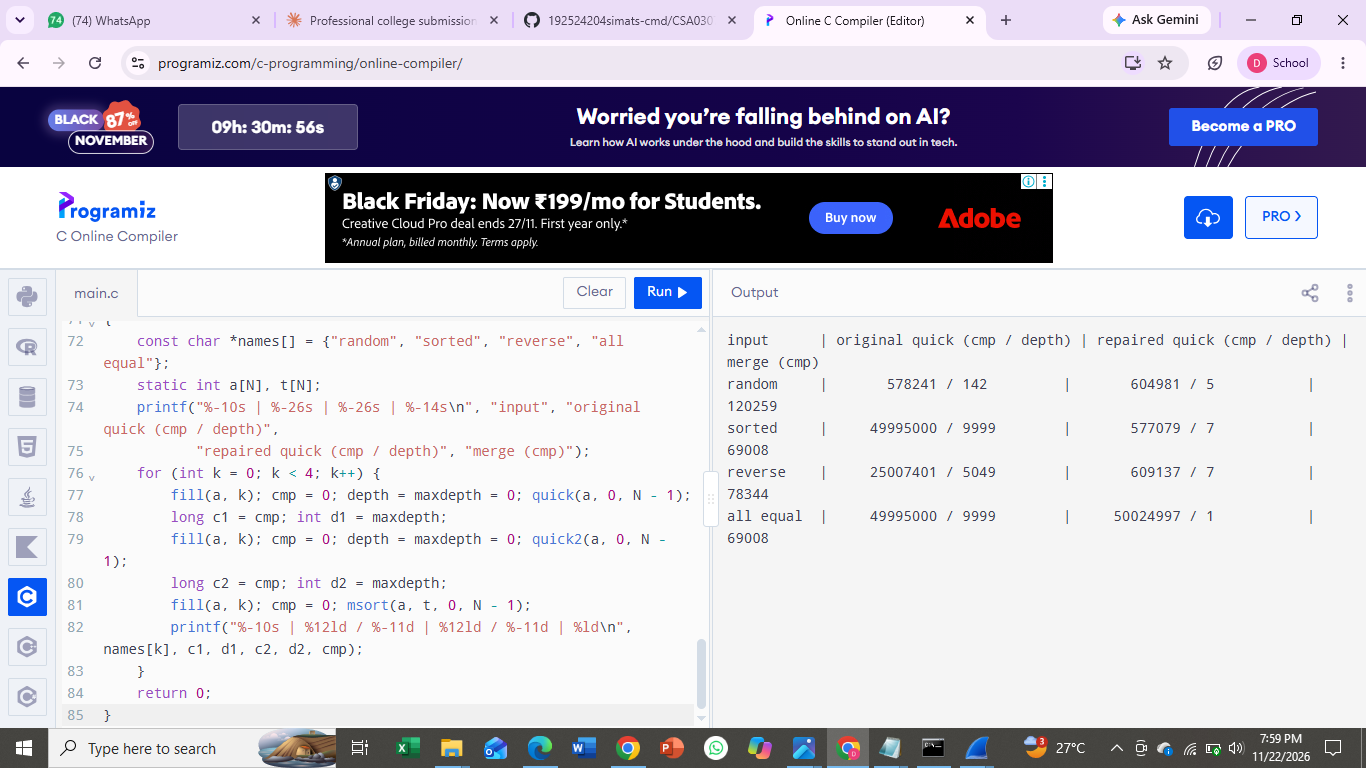 (74) WhatsApp
Professional college submission
192524204simats-cmd/CSA030
Online C Compiler (Editor)
Ask Gemini
programiz.com/c-programming/online-compiler/
D School
BLACK 87% OFF
NOVEMBER
09h: 30m: 56s
Worried you’re falling behind on AI?
Learn how AI works under the hood and build the skills to stand out in tech.
Become a PRO
Programiz
C Online Compiler
Black Friday: Now ₹199/mo for Students.
Creative Cloud Pro deal ends 27/11. First year only.*
*Annual plan, billed monthly. Terms apply.
Buy now
Adobe
PRO >
main.c
Clear
Run
71 {
72 const char *names[] = {"random", "sorted", "reverse", "all
equal"};
73 static int a[N], t[N];
74 printf("%-10s | %-26s | %-26s | %-14s\n", "input", "original
quick (cmp / depth)",
75 "repaired quick (cmp / depth)", "merge (cmp)");
76 for (int k = 0; k < 4; k++) {
77 fill(a, k); cmp = 0; depth = maxdepth = 0; quick(a, 0, N - 1);
78 long c1 = cmp; int d1 = maxdepth;
79 fill(a, k); cmp = 0; depth = maxdepth = 0; quick2(a, 0, N -
1);
80 long c2 = cmp; int d2 = maxdepth;
81 fill(a, k); cmp = 0; msort(a, t, 0, N - 1);
82 printf("%-10s | %12ld / %-11d | %12ld / %-11d | %ld\n",
names[k], c1, d1, c2, d2, cmp);
83 }
84 return 0;
85 }
Output
input | original quick (cmp / depth) | repaired quick (cmp / depth) |
merge (cmp)
random | 578241 / 142 | 604981 / 5 |
120259
sorted | 49995000 / 9999 | 577079 / 7 |
69008
reverse | 25007401 / 5049 | 609137 / 7 |
78344
all equal | 49995000 / 9999 | 50024997 / 1 |
69008
Type here to search
27°C
7:59 PM
11/22/2026